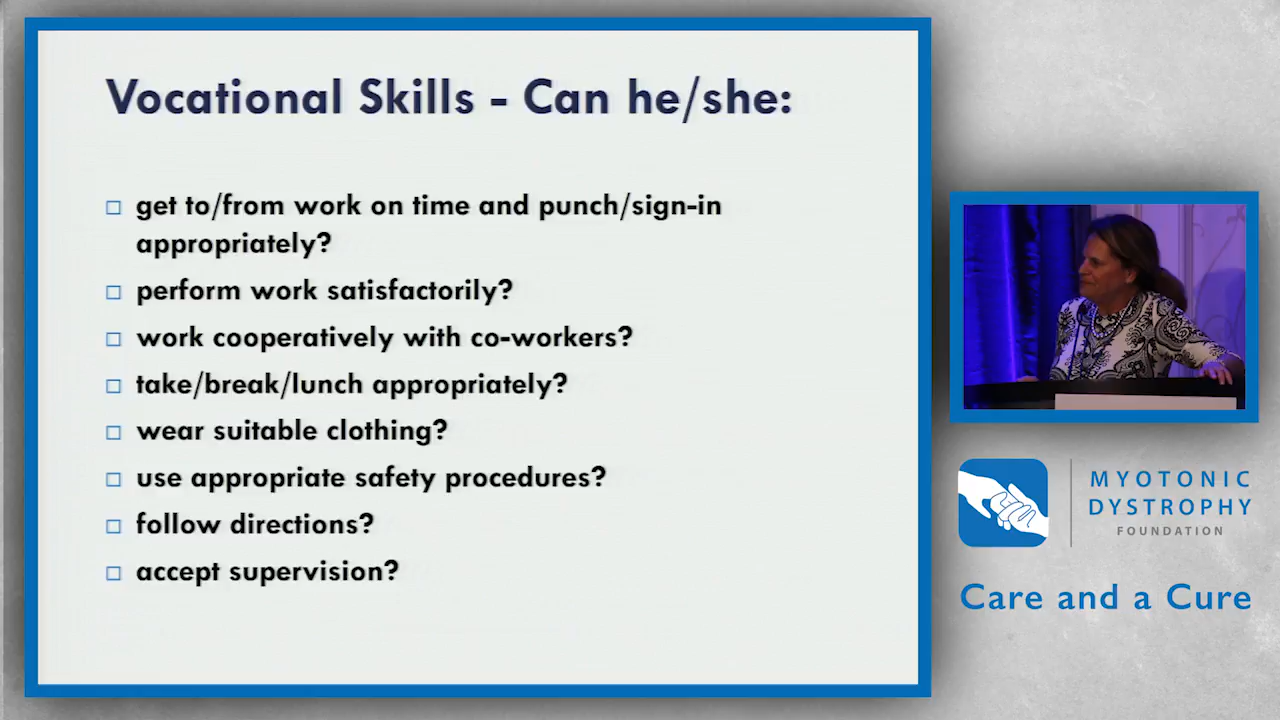 Vocational Skills - Can he/she:
get to/from work on time and punch/sign-in
appropriately?
perform work satisfactorily?
work cooperatively with co-workers?
take/break/lunch appropriately?
wear suitable clothing?
use appropriate safety procedures?
follow directions?
accept supervision?
MYOTONIC
DYSTROPHY
FOUNDATION
Care and a Cure